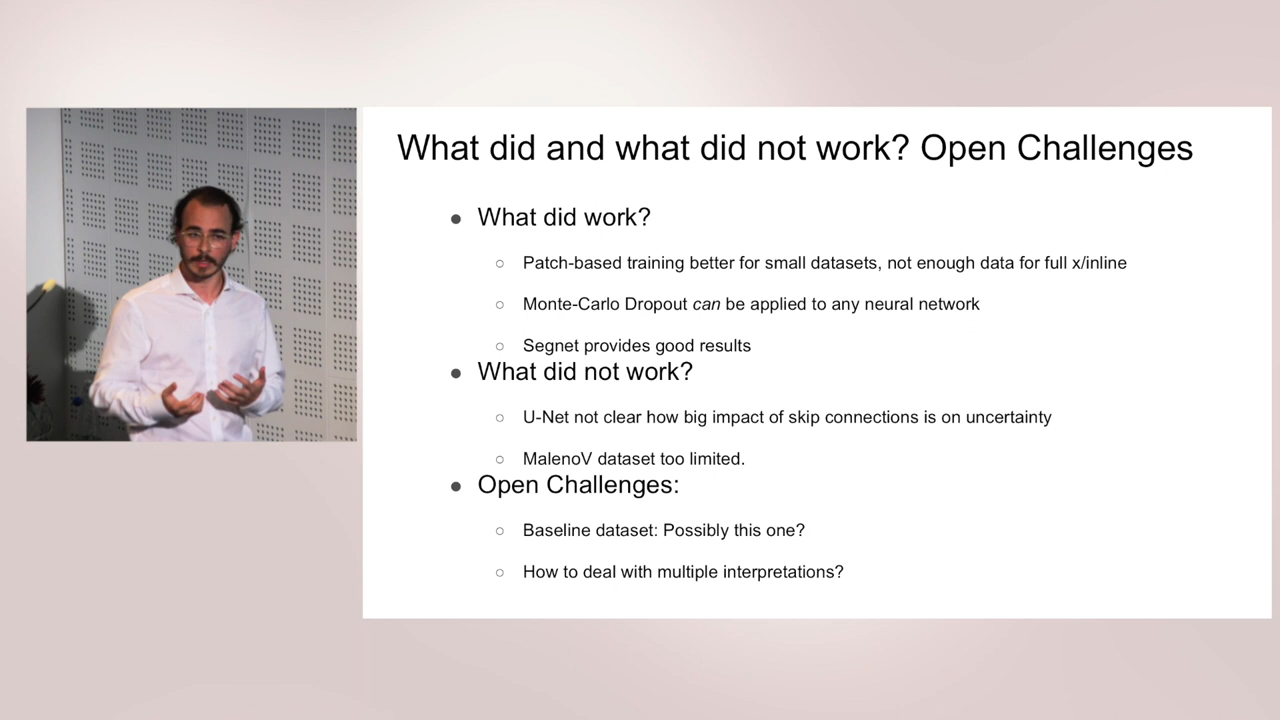 What did and what did not work? Open Challenges
● What did work?
○ Patch-based training better for small datasets, not enough data for full x/inline
○ Monte-Carlo Dropout can be applied to any neural network
○ Segnet provides good results
● What did not work?
○ U-Net not clear how big impact of skip connections is on uncertainty
○ MalenoV dataset too limited.
● Open Challenges:
○ Baseline dataset: Possibly this one?
○ How to deal with multiple interpretations?